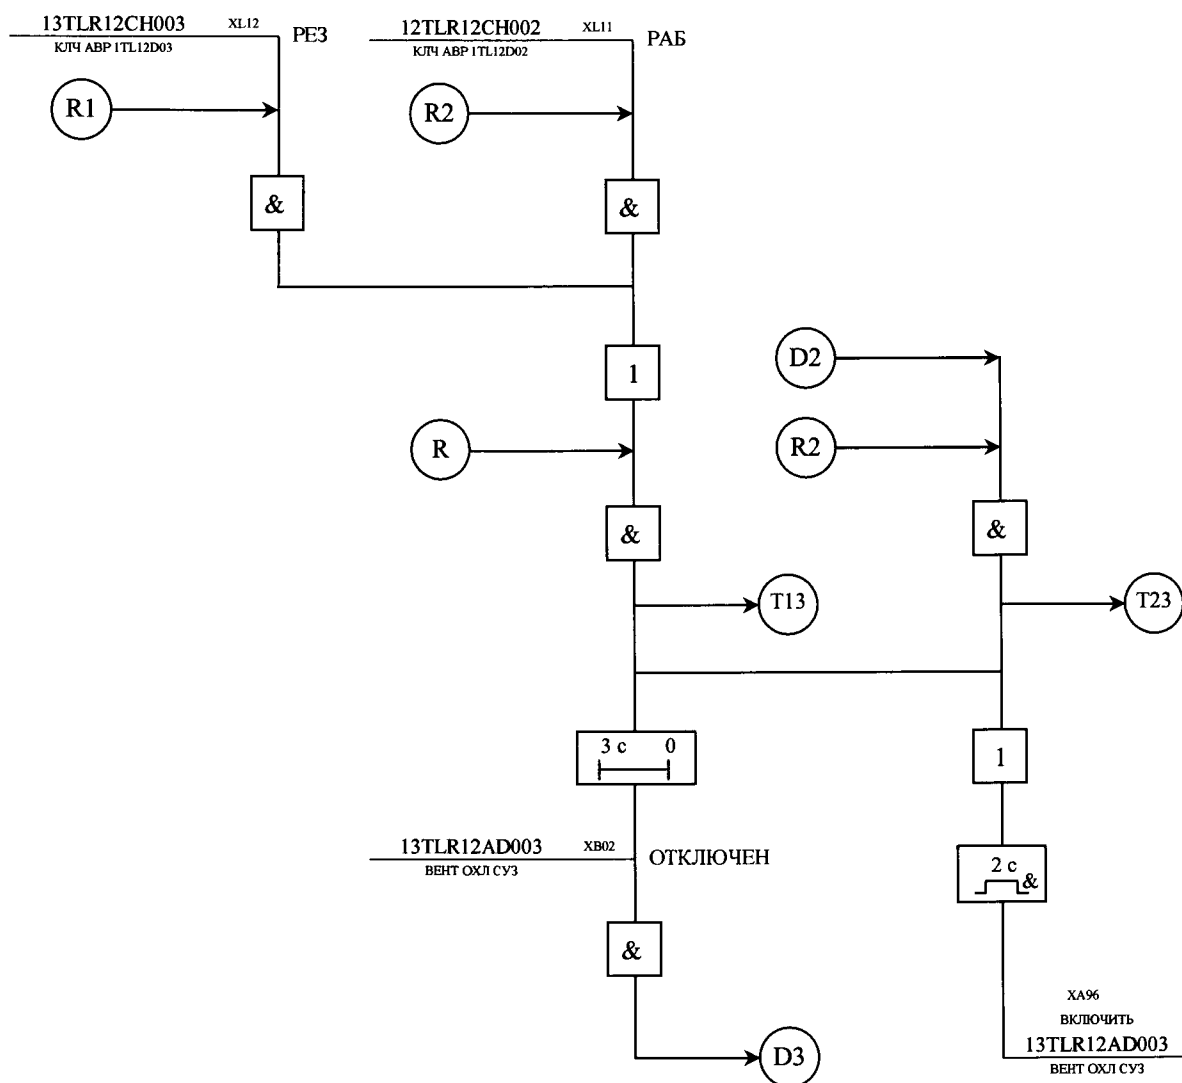 13TLR12CH003 XL12 РЕЗ
КЛЧ АВР 1TL12D03
12TLR12CH002 XL11 РАБ
КЛЧ АВР 1TL12D02
R1
R2
&
&
1
D2
R
R2
&
&
T13
T23
3 с 0
1
13TLR12AD003 XB02 ОТКЛЮЧЕН
ВЕНТ ОХЛ СУЗ
2 с
&
&
XA96
ВКЛЮЧИТЬ
13TLR12AD003
ВЕНТ ОХЛ СУЗ
D3